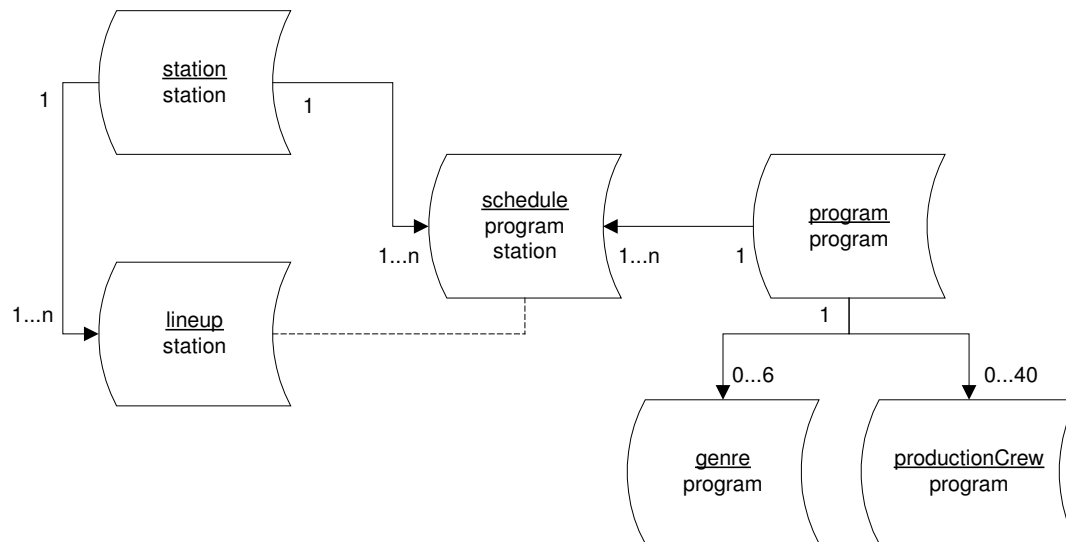 station
station
1
1
schedule
program
station
program
program
1...n
1...n
1
1...n
lineup
station
1
0...6
0...40
genre
program
productionCrew
program